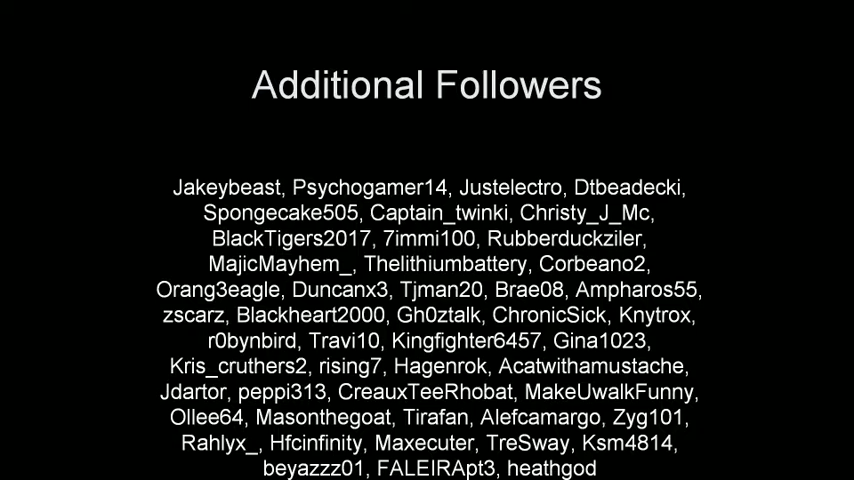 Additional Followers
Jakeybeast, Psychogamer14, Justelectro, Dtbeadecki,
Spongecake505, Captain_twinki, Christy_J_Mc,
BlackTigers2017, 7immi100, Rubberduckziler,
MajicMayhem_, Thelithiumbattery, Corbeano2,
Orang3eagle, Duncanx3, Tjman20, Brae08, Ampharos55,
zscarz, Blackheart2000, Gh0ztalk, ChronicSick, Knytrox,
r0bynbird, Travi10, Kingfighter6457, Gina1023,
Kris_cruthers2, rising7, Hagenrok, Acatwithamustache,
Jdartor, peppi313, CreauxTeeRhobat, MakeUwalkFunny,
Ollee64, Masonthegoat, Tirafan, Alefcamargo, Zyg101,
Rahlyx_, Hfcinfinity, Maxecuter, TreSway, Ksm4814,
beyazzz01, FALEIRApt3, heathgod